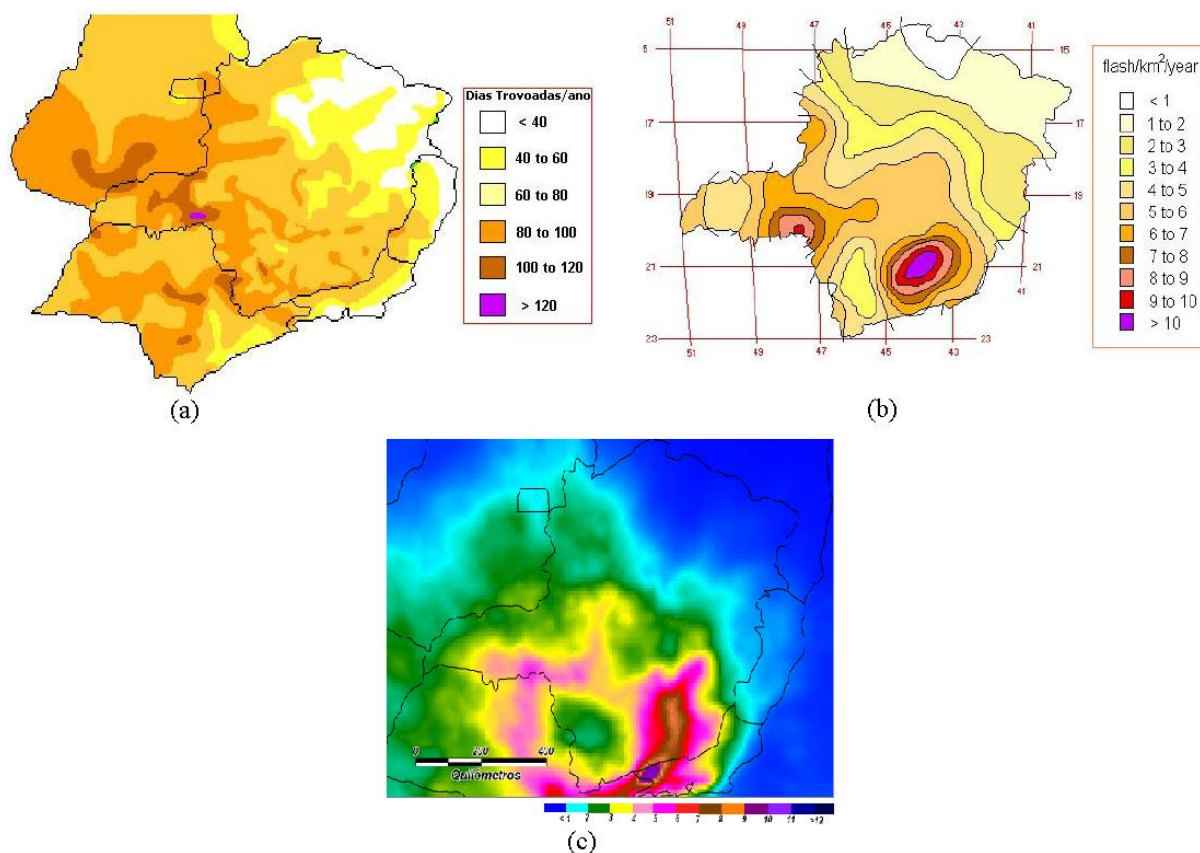 Dias Trovoadas/ano
< 40
40 to 60
60 to 80
80 to 100
100 to 120
> 120
(a)
51 49 47 45 43 41
15
17 17
19 19
21 21
41
23 23
51 49 47 45 43
flash/km²/year
< 1
1 to 2
2 to 3
3 to 4
4 to 5
5 to 6
6 to 7
7 to 8
8 to 9
9 to 10
> 10
(b)
0 200 400
Quilometros
<1 2 3 4 5 6 7 8 9 10 11 >12
(c)